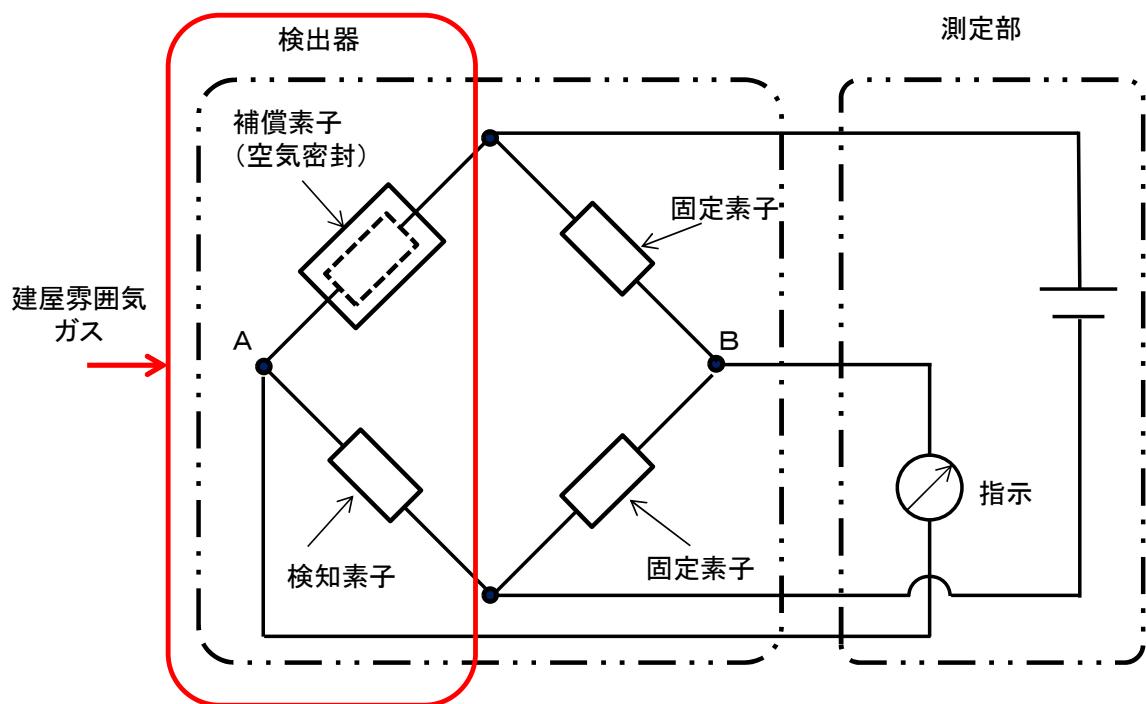 検出器
測定部
補償素子
(空気密封)
固定素子
建屋雰囲気
ガス
A
B
指示
検知素子
固定素子